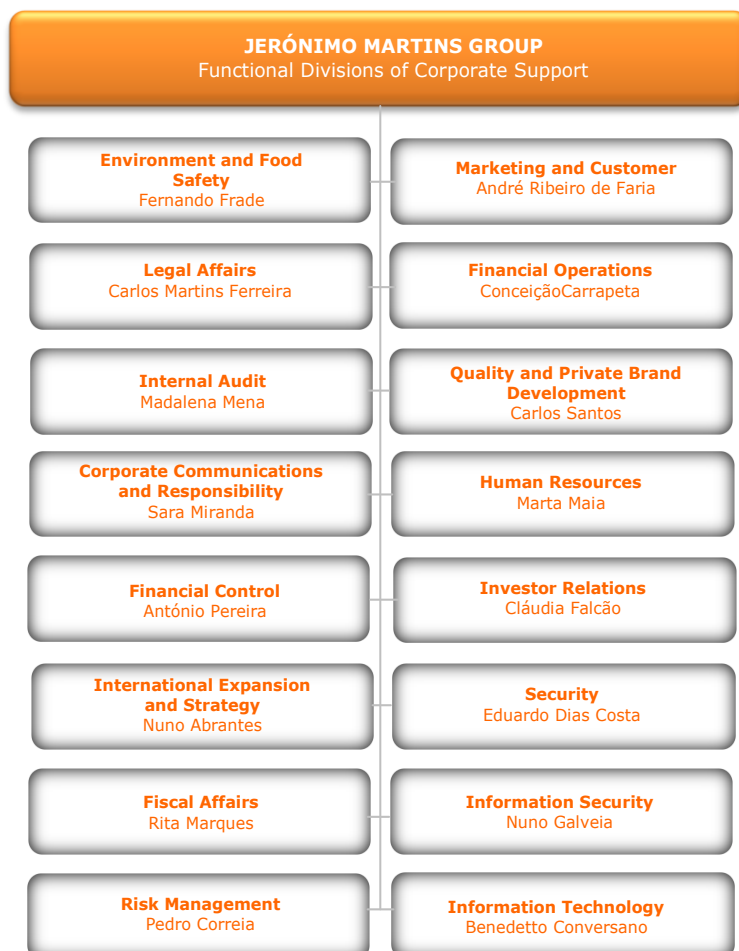 JERÓNIMO MARTINS GROUP
Functional Divisions of Corporate Support
Environment and Food
Safety
Fernando Frade
Marketing and Customer
André Ribeiro de Faria
Legal Affairs
Carlos Martins Ferreira
Financial Operations
ConceiçãoCarrapeta
Internal Audit
Madalena Mena
Quality and Private Brand
Development
Carlos Santos
Corporate Communications
and Responsibility
Sara Miranda
Human Resources
Marta Maia
Financial Control
António Pereira
Investor Relations
Cláudia Falcão
International Expansion
and Strategy
Nuno Abrantes
Security
Eduardo Dias Costa
Fiscal Affairs
Rita Marques
Information Security
Nuno Galveia
Risk Management
Pedro Correia
Information Technology
Benedetto Conversano